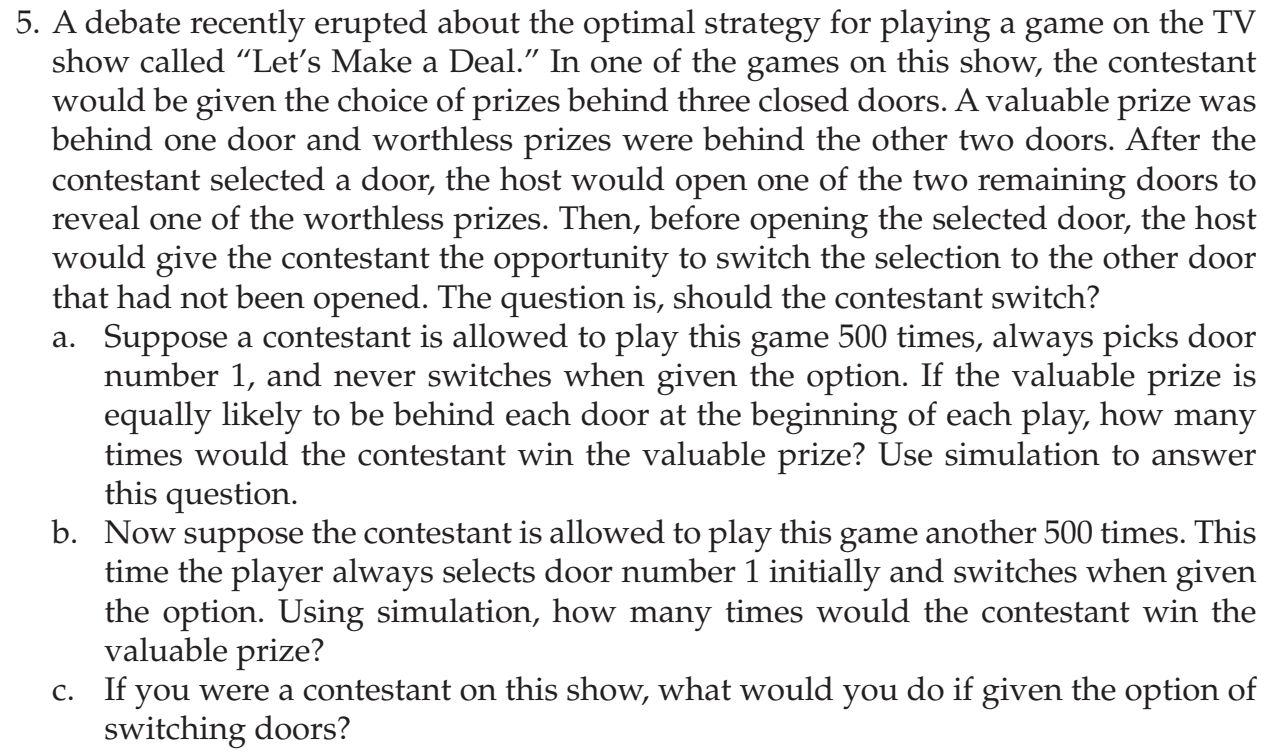 5. A debate recently erupted about the optimal strategy for playing a game on the TV
show called “Let’s Make a Deal.” In one of the games on this show, the contestant
would be given the choice of prizes behind three closed doors. A valuable prize was
behind one door and worthless prizes were behind the other two doors. After the
contestant selected a door, the host would open one of the two remaining doors to
reveal one of the worthless prizes. Then, before opening the selected door, the host
would give the contestant the opportunity to switch the selection to the other door
that had not been opened. The question is, should the contestant switch?
a. Suppose a contestant is allowed to play this game 500 times, always picks door
number 1, and never switches when given the option. If the valuable prize is
equally likely to be behind each door at the beginning of each play, how many
times would the contestant win the valuable prize? Use simulation to answer
this question.
b. Now suppose the contestant is allowed to play this game another 500 times. This
time the player always selects door number 1 initially and switches when given
the option. Using simulation, how many times would the contestant win the
valuable prize?
c. If you were a contestant on this show, what would you do if given the option of
switching doors?